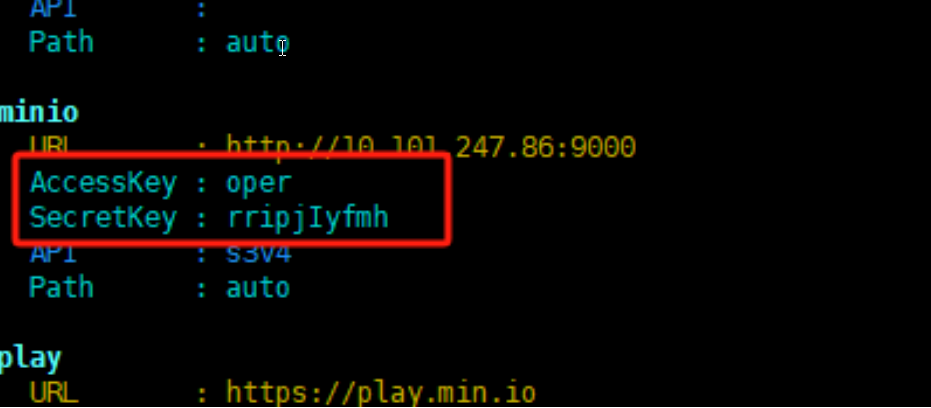 API :
Path : auto
minio
URL : http://10.101.247.86:9000
AccessKey : oper
SecretKey : rripjIyfmh
API : s3v4
Path : auto
play
URL : https://play.min.io